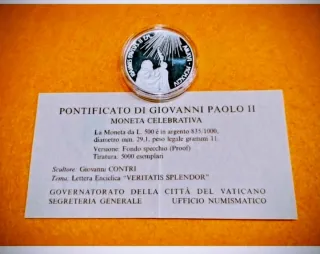 PONTIFICATO DI GIOVANNI PAOLO II
MONETA CELEBRATIVA
La Moneta da L. 500 è in argento 835/1000,
diametro mm. 29,1, peso legale grammi 11.
Versione: Fondo specchio (Proof)
Tiratura: 5000 esemplari
Scultore: Giovanni CONTRI
Tema: Lettera Enciclica "VERITATIS SPLENDOR"
GOVERNATORATO DELLA CITTÀ DEL VATICANO
SEGRETERIA GENERALE UFFICIO NUMISMATICO